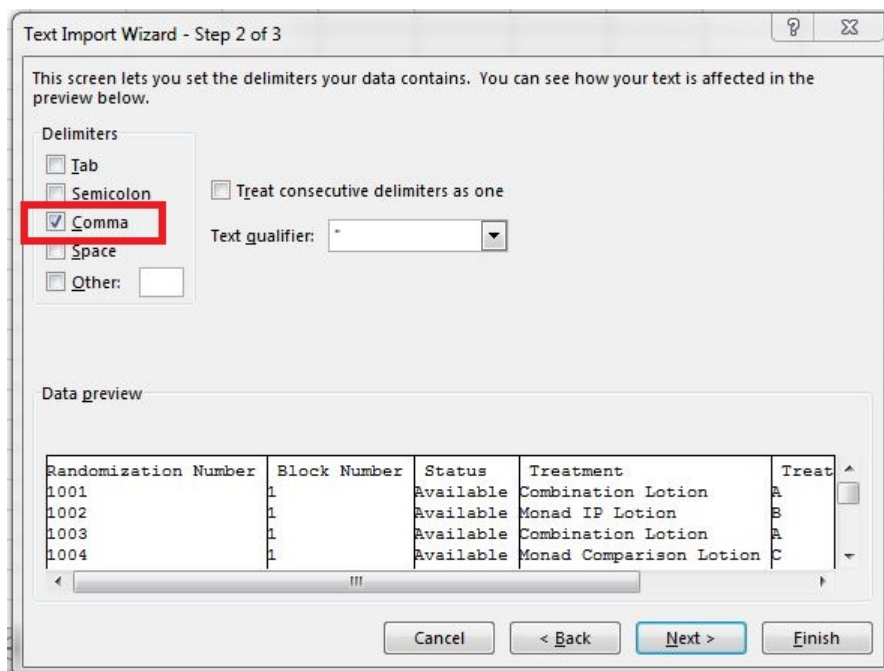 Text Import Wizard - Step 2 of 3
This screen lets you set the delimiters your data contains. You can see how your text is affected in the
preview below.
Delimiters
Tab
Semicolon
Comma
Space
Other:
Treat consecutive delimiters as one
Text qualifier: "
Data preview
Randomization Number Block Number Status Treatment Treat
1001 1 Available Combination Lotion A
1002 1 Available Monad IP Lotion B
1003 1 Available Combination Lotion A
1004 1 Available Monad Comparison Lotion C
Cancel < Back Next > Finish